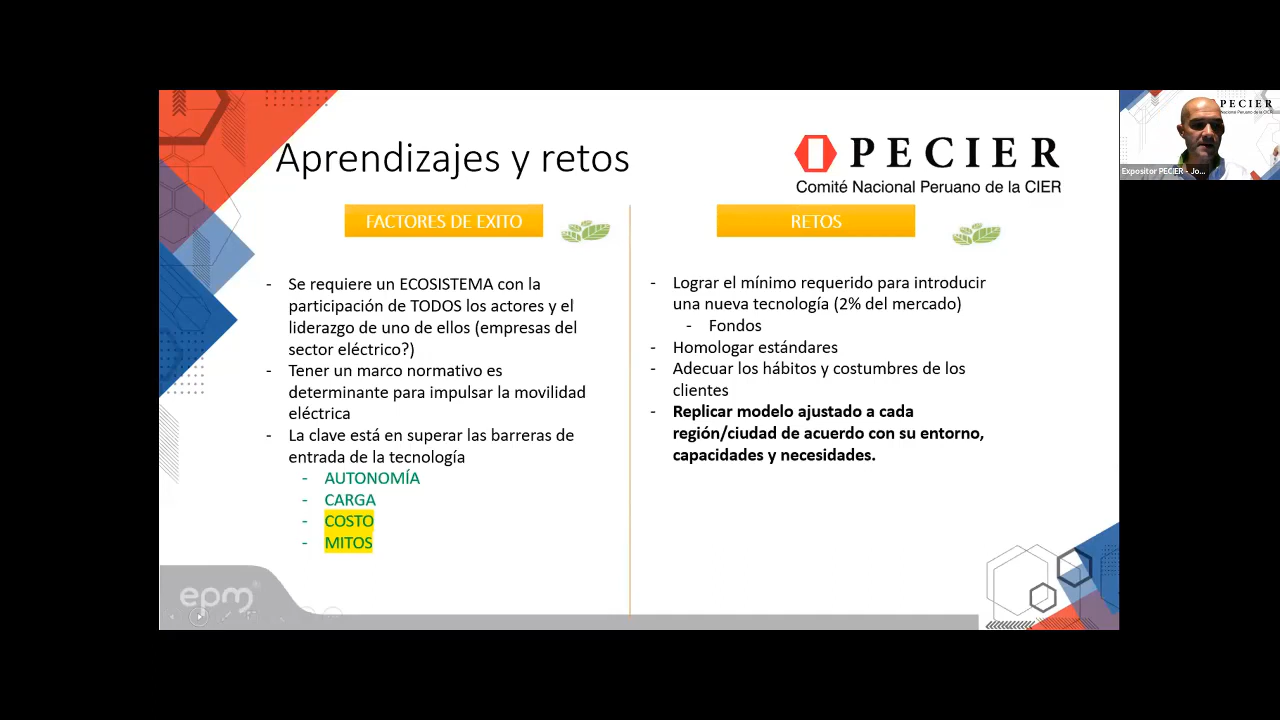 Aprendizajes y retos
PECIER
Comité Nacional Peruano de la CIER
FACTORES DE EXITO
- Se requiere un ECOSISTEMA con la
participación de TODOS los actores y el
liderazgo de uno de ellos (empresas del
sector eléctrico?)
- Tener un marco normativo es
determinante para impulsar la movilidad
eléctrica
- La clave está en superar las barreras de
entrada de la tecnología
- AUTONOMÍA
- CARGA
- COSTO
- MITOS
RETOS
- Lograr el mínimo requerido para introducir
una nueva tecnología (2% del mercado)
- Fondos
- Homologar estándares
- Adecuar los hábitos y costumbres de los
clientes
- Replicar modelo ajustado a cada
región/ciudad de acuerdo con su entorno,
capacidades y necesidades.
epm®
PECIER
Nacional Peruano de la CIER
Expositor PECIER - Jo...